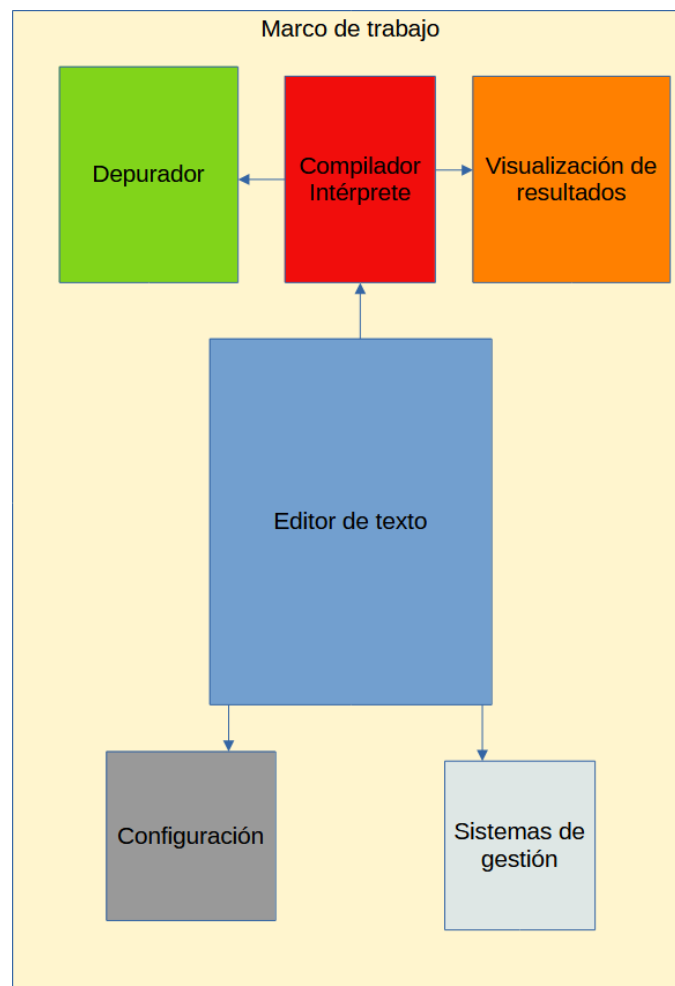 Marco de trabajo
Depurador
Compilador
Intérprete
Visualización de
resultados
Editor de texto
Configuración
Sistemas de
gestión